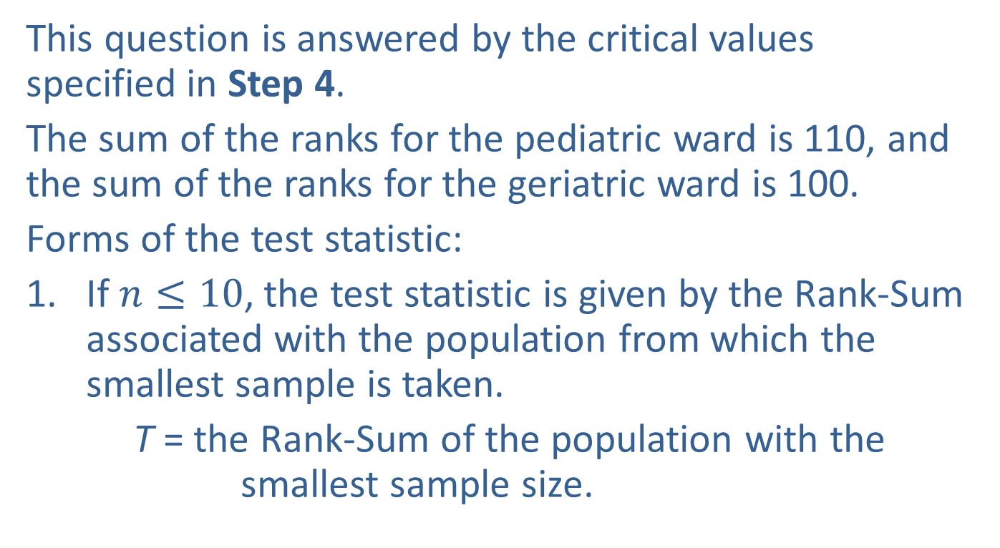 This question is answered by the critical values
specified in Step 4.
The sum of the ranks for the pediatric ward is 110, and
the sum of the ranks for the geriatric ward is 100.
Forms of the test statistic:
1. If n ≤ 10, the test statistic is given by the Rank-Sum
associated with the population from which the
smallest sample is taken.
T = the Rank-Sum of the population with the
smallest sample size.